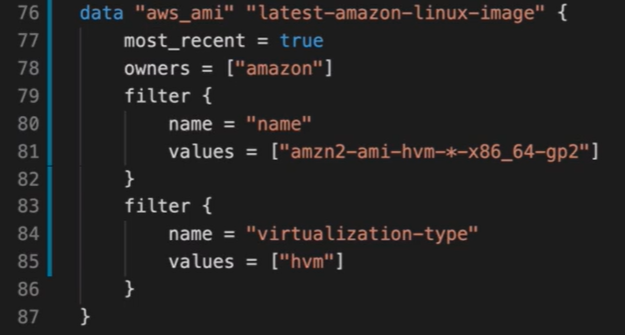 76 data "aws_ami" "latest-amazon-linux-image" {
77     most_recent = true
78     owners = ["amazon"]
79     filter {
80         name = "name"
81         values = ["amzn2-ami-hvm-*-x86_64-gp2"]
82     }
83     filter {
84         name = "virtualization-type"
85         values = ["hvm"]
86     }
87 }